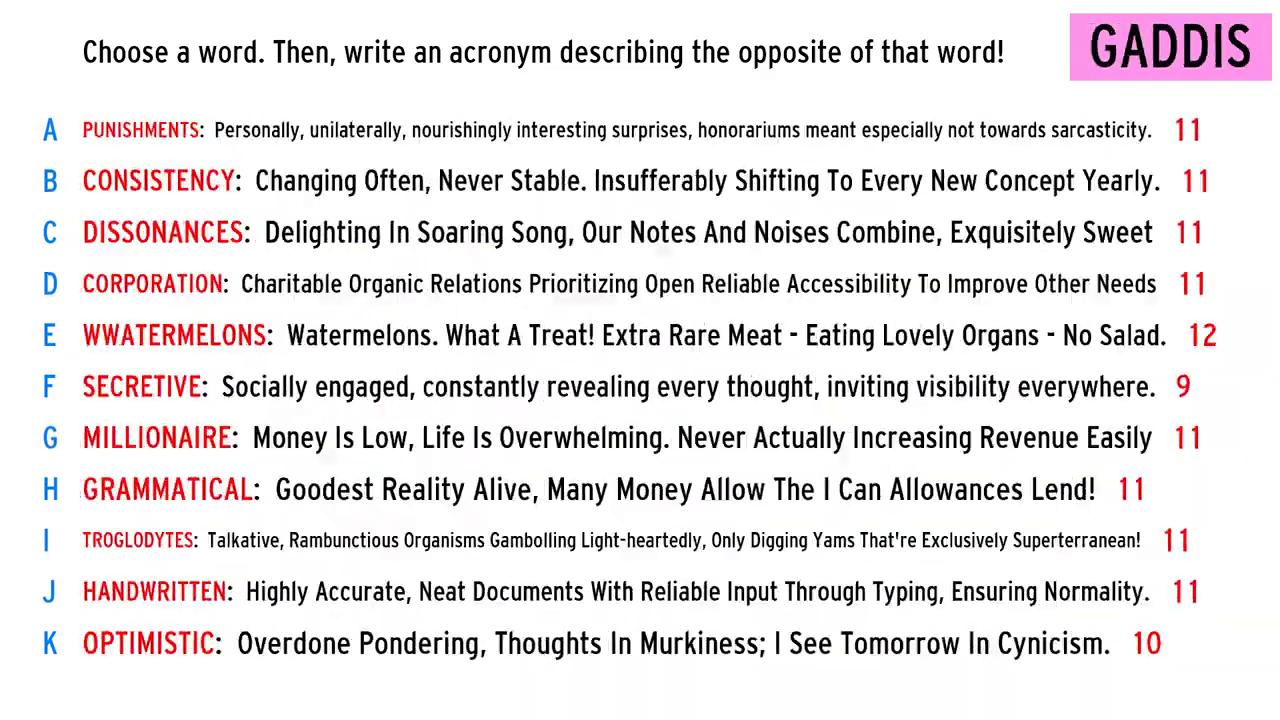 Choose a word. Then, write an acronym describing the opposite of that word!
GADDIS
A PUNISHMENTS: Personally, unilaterally, nourishingly interesting surprises, honorariums meant especially not towards sarcasticity. 11
B CONSISTENCY: Changing Often, Never Stable. Insufferably Shifting To Every New Concept Yearly. 11
C DISSONANCES: Delighting In Soaring Song, Our Notes And Noises Combine, Exquisitely Sweet 11
D CORPORATION: Charitable Organic Relations Prioritizing Open Reliable Accessibility To Improve Other Needs 11
E WWATERMELONS: Watermelons. What A Treat! Extra Rare Meat - Eating Lovely Organs - No Salad. 12
F SECRETIVE: Socially engaged, constantly revealing every thought, inviting visibility everywhere. 9
G MILLIONAIRE: Money Is Low, Life Is Overwhelming. Never Actually Increasing Revenue Easily 11
H GRAMMATICAL: Goodest Reality Alive, Many Money Allow The I Can Allowances Lend! 11
I TROGLODYTES: Talkative, Rambunctious Organisms Gambolling Light-heartedly, Only Digging Yams That're Exclusively Superterranean! 11
J HANDWRITTEN: Highly Accurate, Neat Documents With Reliable Input Through Typing, Ensuring Normality. 11
K OPTIMISTIC: Overdone Pondering, Thoughts In Murkiness; I See Tomorrow In Cynicism. 10